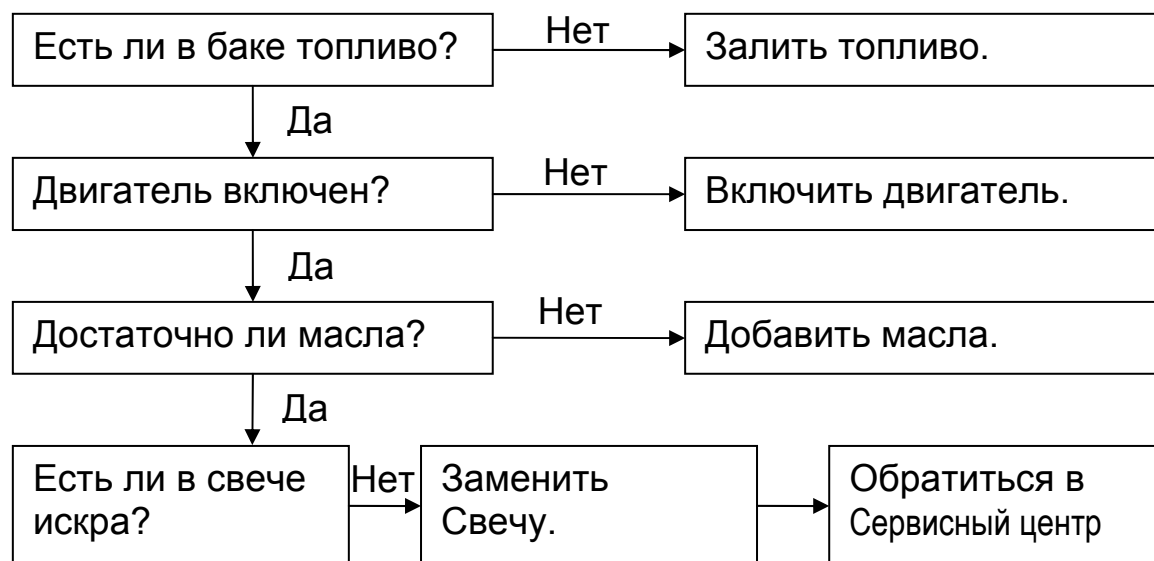 Есть ли в баке топливо?
Нет
Залить топливо.
Да
Двигатель включен?
Нет
Включить двигатель.
Да
Достаточно ли масла?
Нет
Добавить масла.
Да
Есть ли в свече
искра?
Нет
Заменить
Свечу.
Обратиться в
Сервисный центр